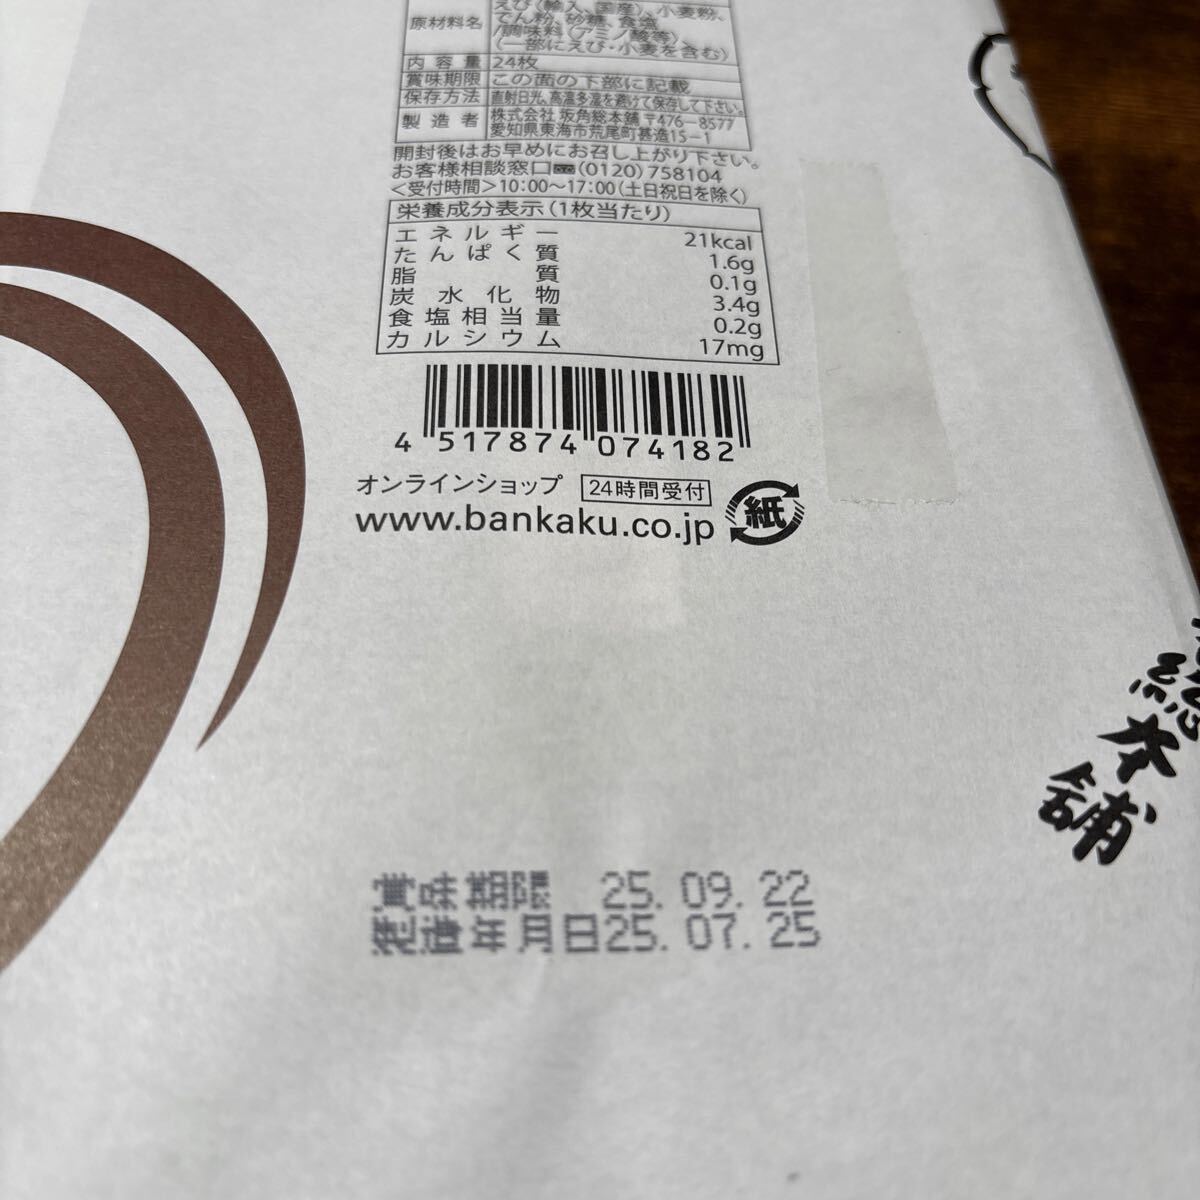 原材料名 えび(輸入、国産)、小麦粉、
でん粉、砂糖、食塩
/調味料(アミノ酸等)
(一部にえび・小麦を含む)
内容量 24枚
賞味期限 この面の下部に記載
保存方法 直射日光、高温多湿を避けて保存して下さい。
製造者 株式会社 坂角総本舖 〒476-8577
愛知県東海市荒尾町甚造15-1
開封後はお早めにお召し上がり下さい。
お客様相談窓口 (0120)758104
<受付時間>10:00~17:00(土日祝日を除く)
栄養成分表示(1枚当たり)
エネルギー 21kcal
たんぱく質 1.6g
脂質 0.1g
炭水化物 3.4g
食塩相当量 0.2g
カルシウム 17mg
4 517874 074182
オンラインショップ 24時間受付
www.bankaku.co.jp 紙
総本舖
賞味期限 25.09.22
製造年月日25.07.25